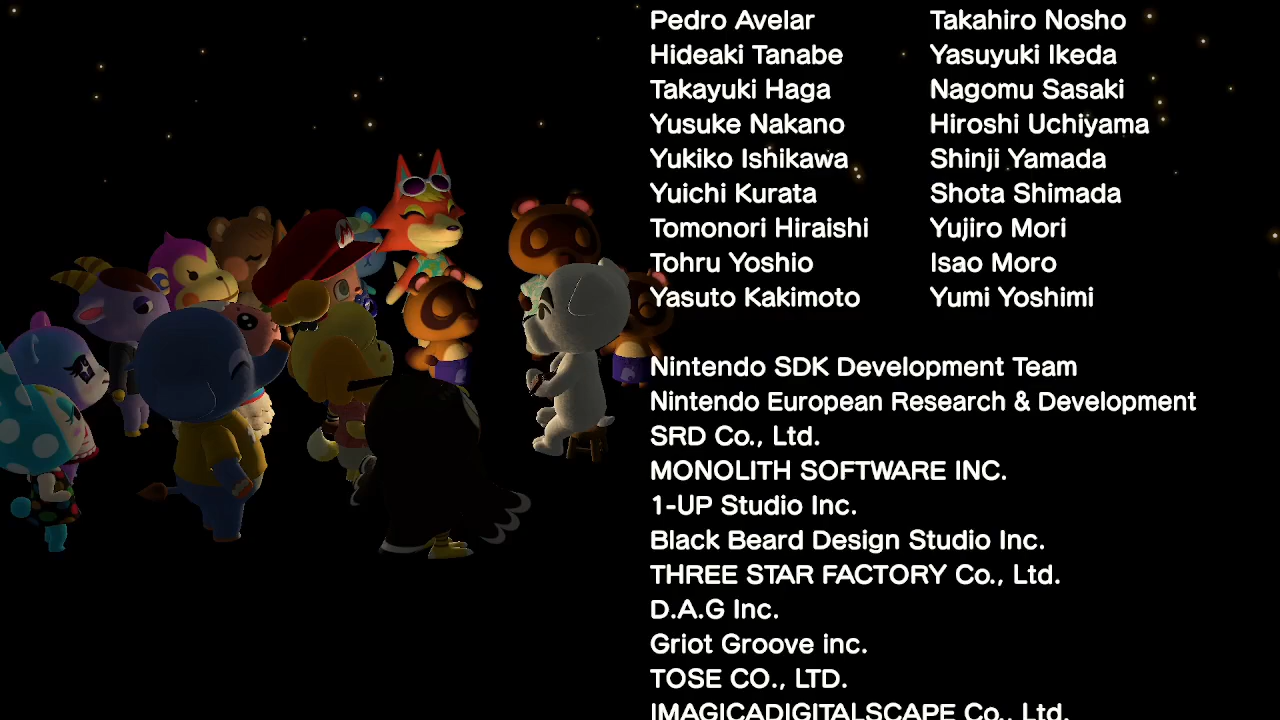 Pedro Avelar Takahiro Nosho
Hideaki Tanabe Yasuyuki Ikeda
Takayuki Haga Nagomu Sasaki
Yusuke Nakano Hiroshi Uchiyama
Yukiko Ishikawa Shinji Yamada
Yuichi Kurata Shota Shimada
Tomonori Hiraishi Yujiro Mori
Tohru Yoshio Isao Moro
Yasuto Kakimoto Yumi Yoshimi
Nintendo SDK Development Team
Nintendo European Research & Development
SRD Co., Ltd.
MONOLITH SOFTWARE INC.
1-UP Studio Inc.
Black Beard Design Studio Inc.
THREE STAR FACTORY Co., Ltd.
D.A.G Inc.
Griot Groove inc.
TOSE CO., LTD.
IMAGICADIGITALSCAPE Co., Ltd.